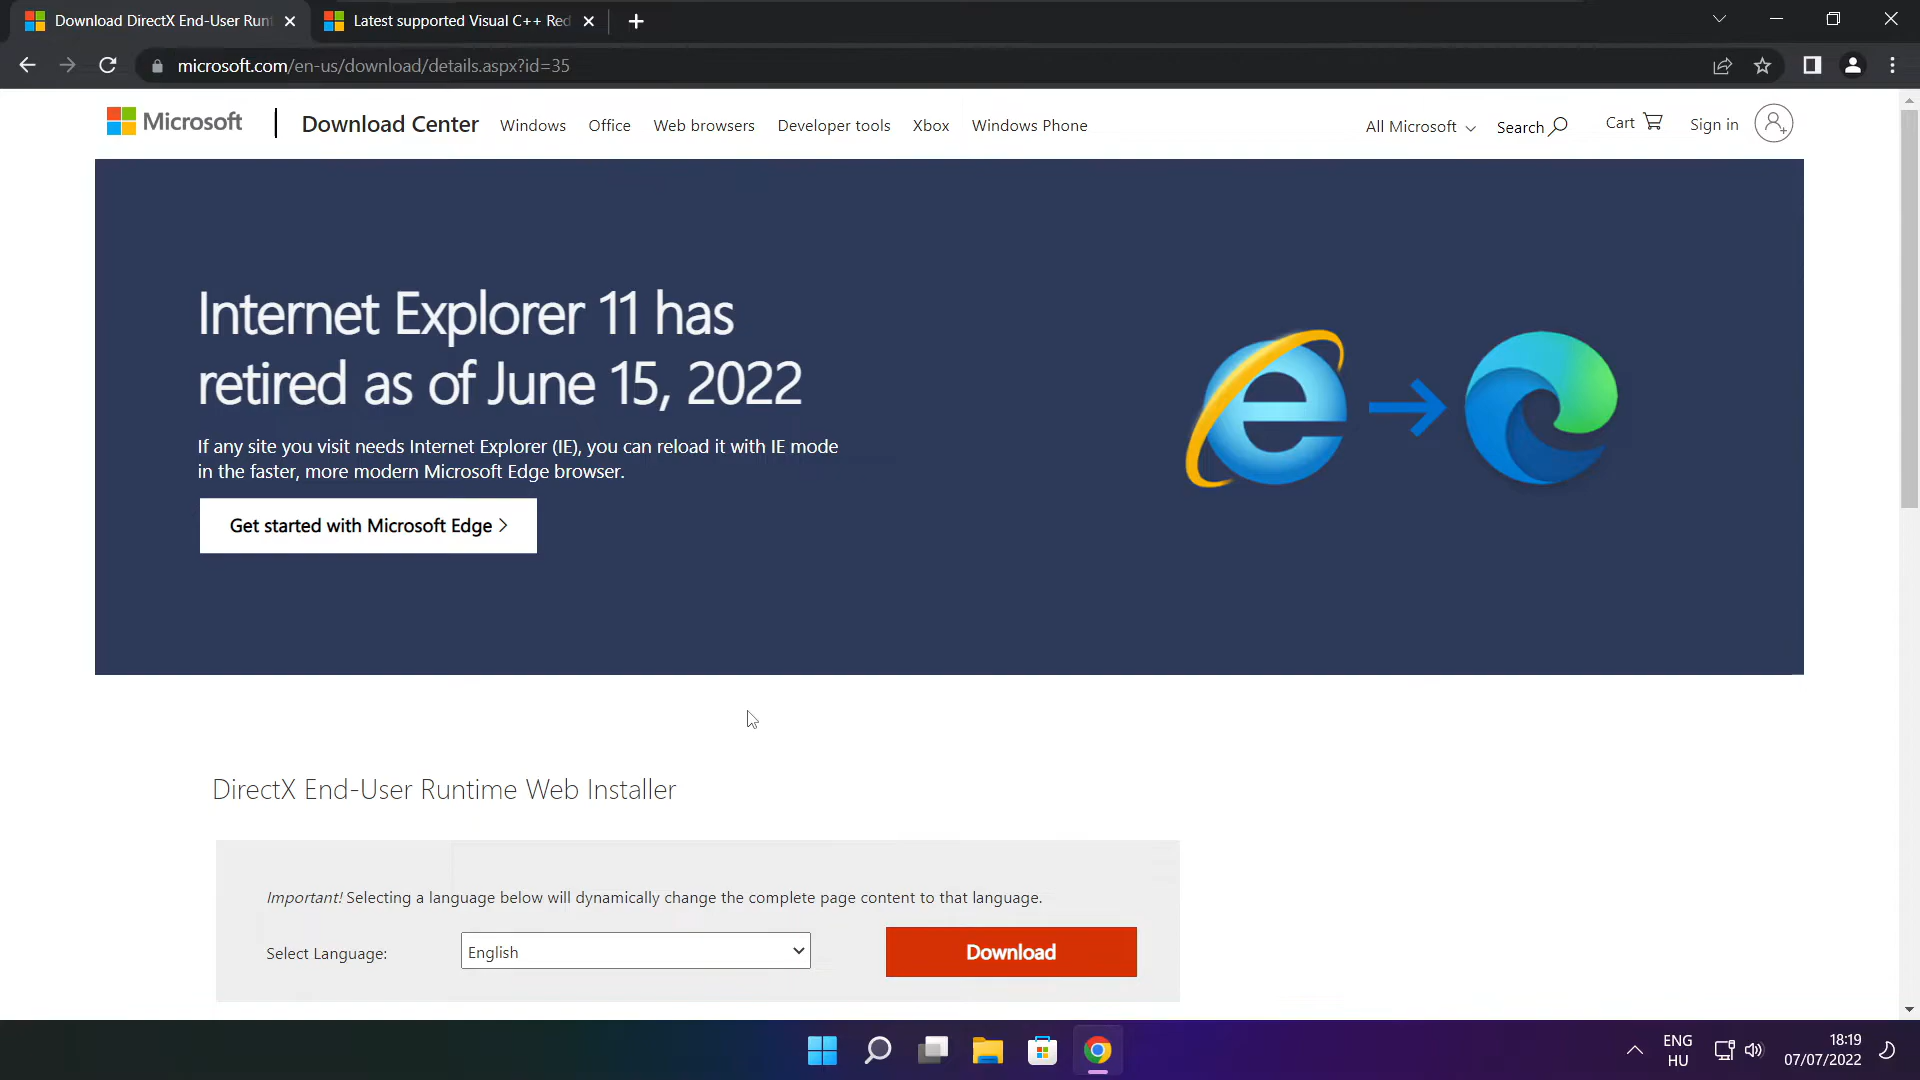 Download DirectX End-User Runt
Latest supported Visual C++ Red
microsoft.com/en-us/download/details.aspx?id=35
Microsoft
Download Center
Windows
Office
Web browsers
Developer tools
Xbox
Windows Phone
All Microsoft
Search
Cart
Sign in
Internet Explorer 11 has
retired as of June 15, 2022
If any site you visit needs Internet Explorer (IE), you can reload it with IE mode
in the faster, more modern Microsoft Edge browser.
Get started with Microsoft Edge >
DirectX End-User Runtime Web Installer
Important! Selecting a language below will dynamically change the complete page content to that language.
Select Language:
English
Download
ENG
HU
18:19
07/07/2022